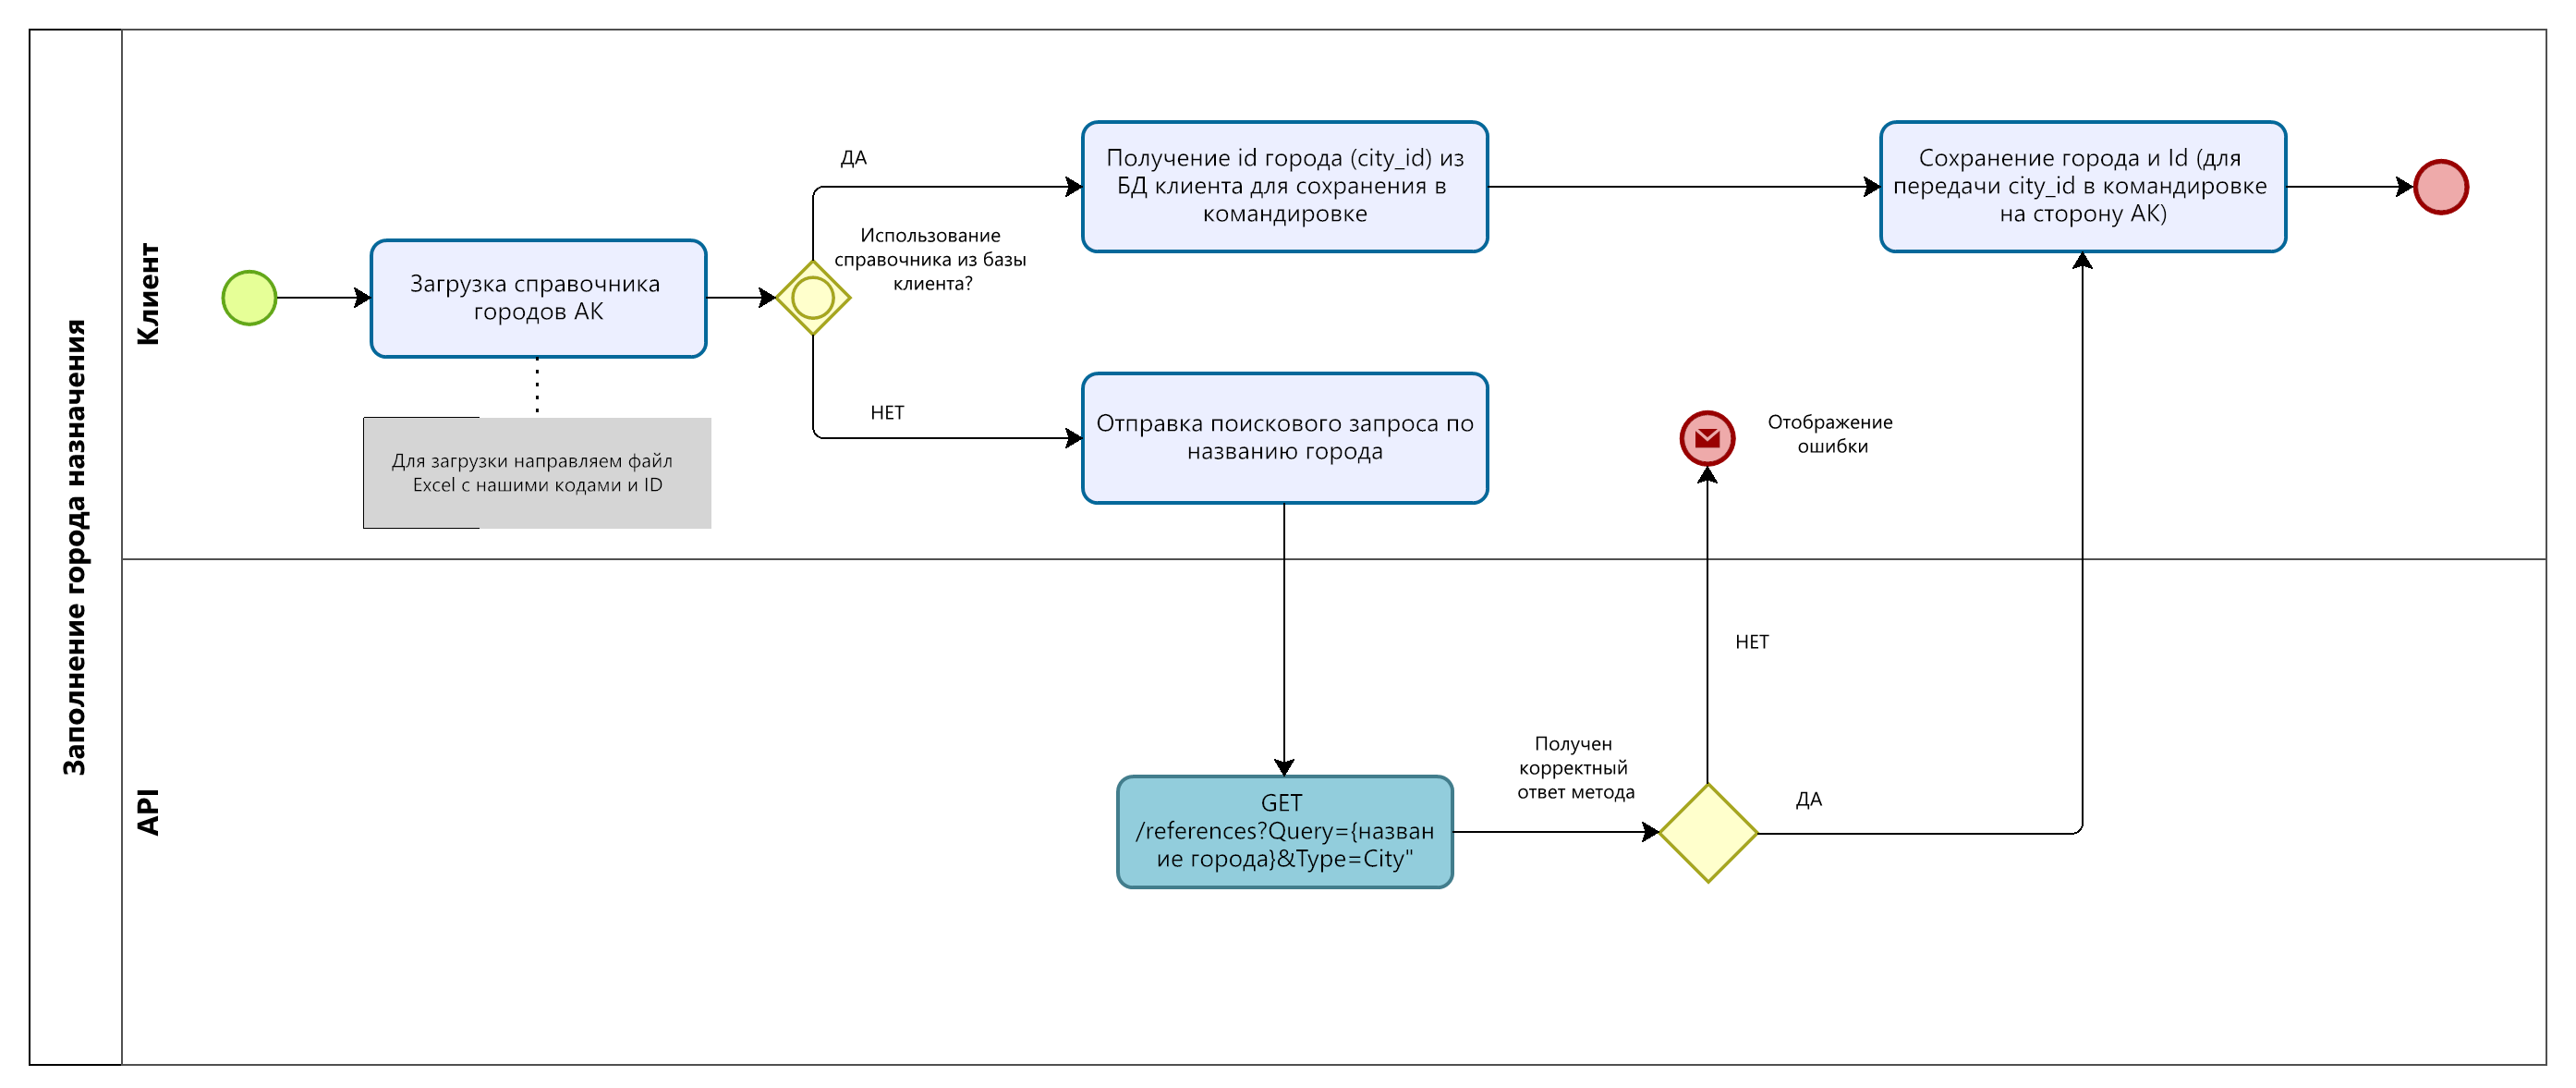 Заполнение города назначения
Клиент
Загрузка справочника
городов АК
Для загрузки направляем файл
Excel с нашими кодами и ID
ДА
Использование
справочника из базы
клиента?
НЕТ
Получение id города (city_id) из
БД клиента для сохранения в
командировке
Отправка поискового запроса по
названию города
Сохранение города и Id (для
передачи city_id в командировке
на сторону АК)
Отображение
ошибки
API
GET
/references?Query={назван
ие города}&Type=City"
Получен
корректный
ответ метода
НЕТ
ДА